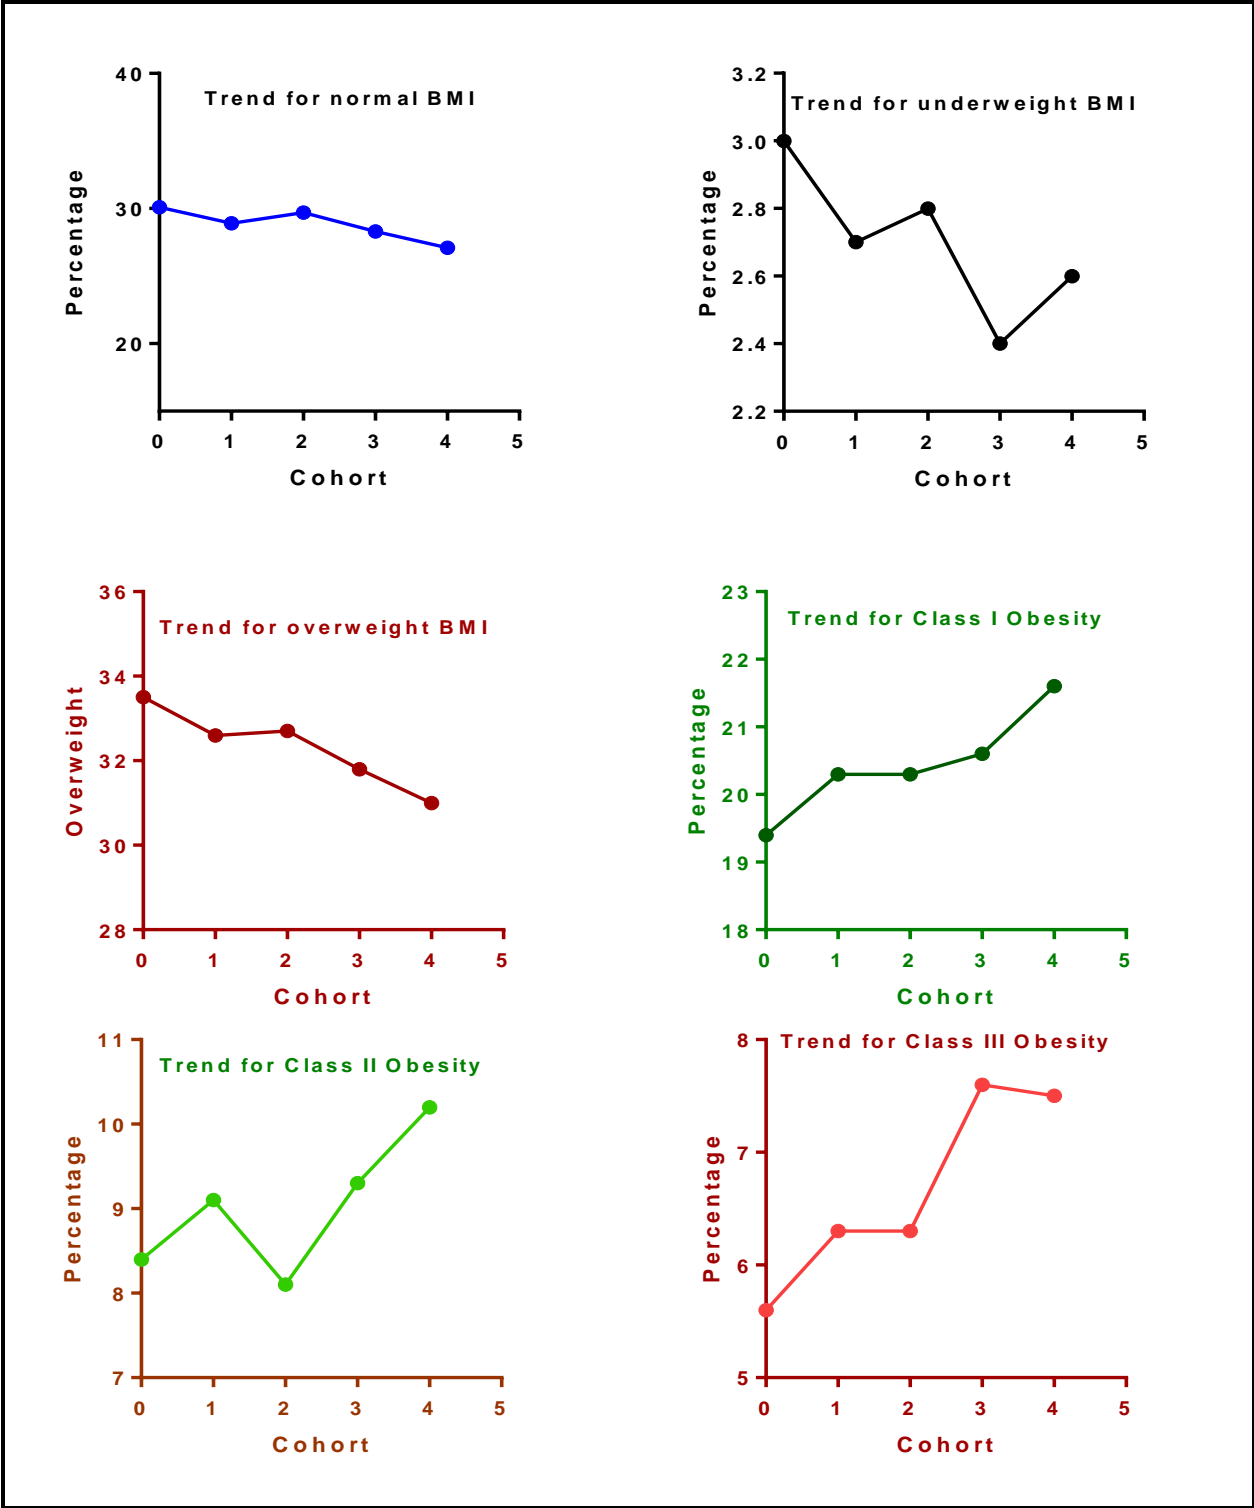 Trend for normal BMI
40
30
20
Percentage
0 1 2 3 4 5
Cohort
Trend for underweight BMI
3.2
3.0
2.8
2.6
2.4
2.2
Percentage
0 1 2 3 4 5
Cohort
Trend for overweight BMI
36
34
32
30
28
Overweight
0 1 2 3 4 5
Cohort
Trend for Class I Obesity
23
22
21
20
19
18
Percentage
0 1 2 3 4 5
Cohort
Trend for Class II Obesity
11
10
9
8
7
Percentage
0 1 2 3 4 5
Cohort
Trend for Class III Obesity
8
7
6
5
Percentage
0 1 2 3 4 5
Cohort